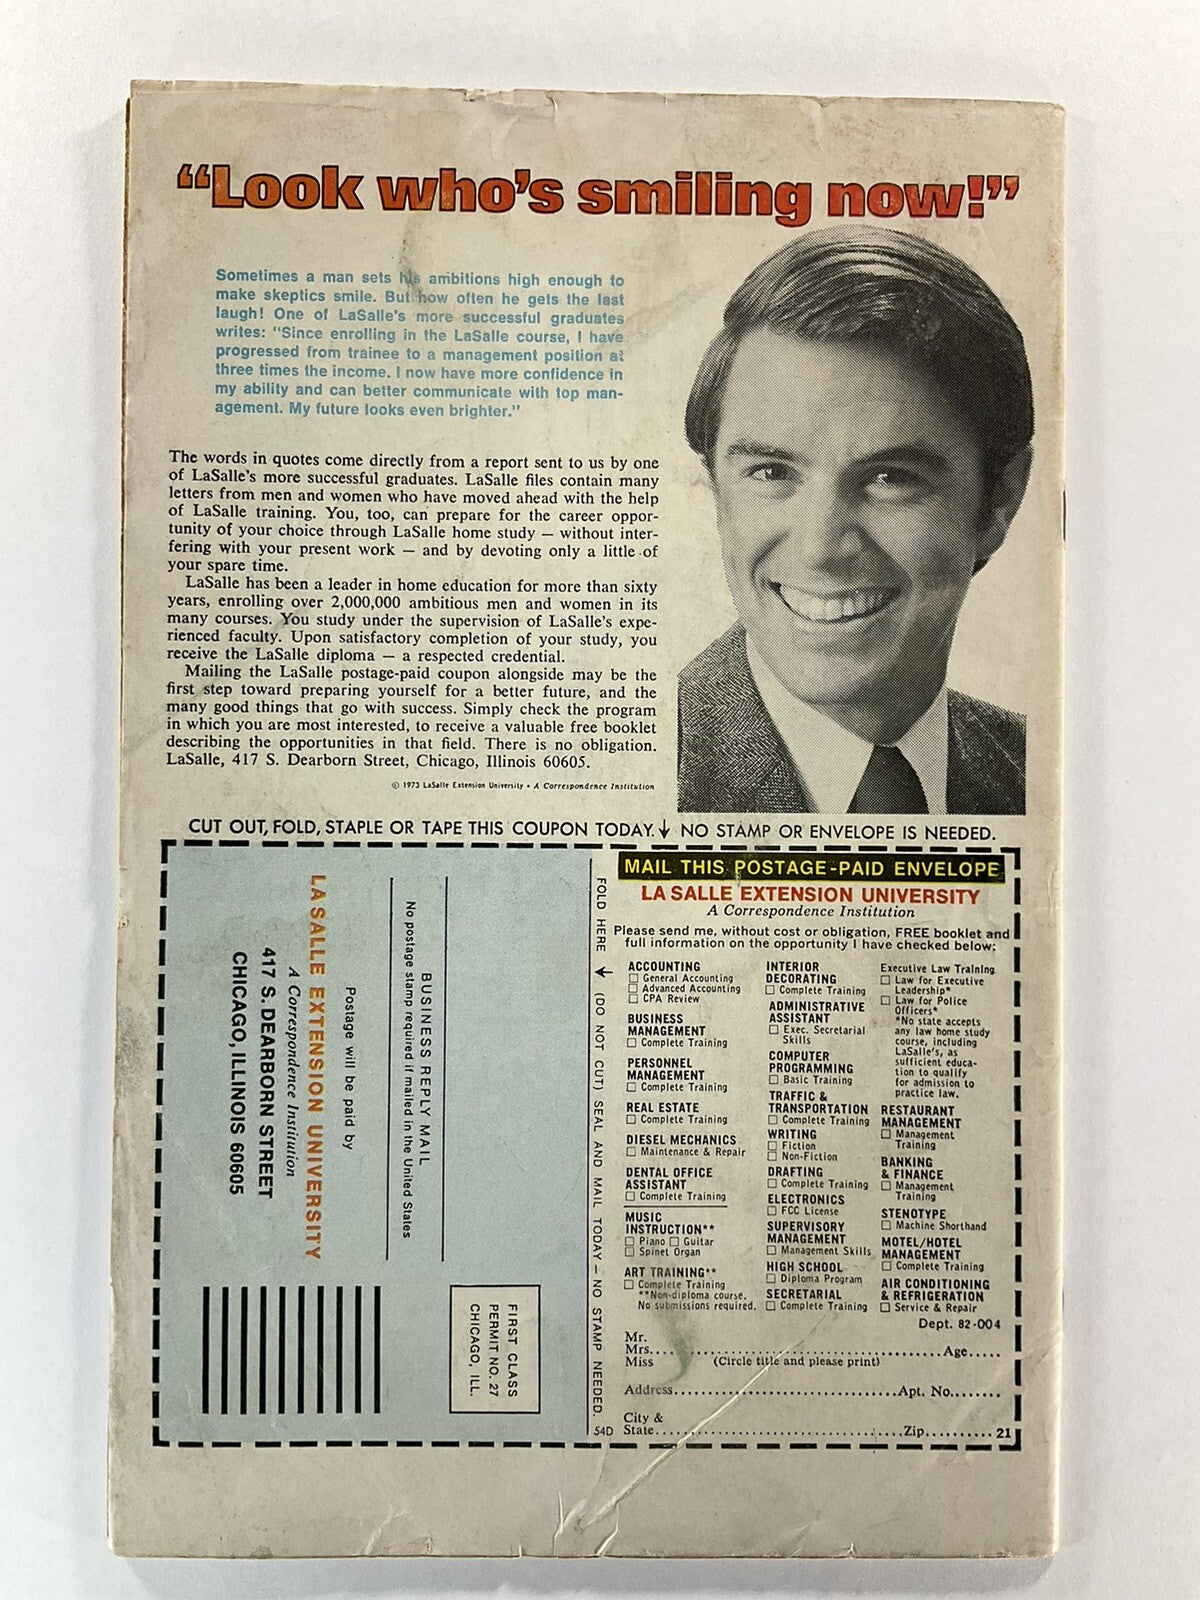 “Look who's smiling now!”
Sometimes a man sets his ambitions high enough to
make skeptics smile. But how often he gets the last
laugh! One of LaSalle's more successful graduates
writes: "Since enrolling in the LaSalle course, I have
progressed from trainee to a management position at
three times the income. I now have more confidence in
my ability and can better communicate with top man-
agement. My future looks even brighter."
The words in quotes come directly from a report sent to us by one
of LaSalle's more successful graduates. LaSalle files contain many
letters from men and women who have moved ahead with the help
of LaSalle training. You, too, can prepare for the career oppor-
tunity of your choice through LaSalle home study — without inter-
fering with your present work — and by devoting only a little of
your spare time.
LaSalle has been a leader in home education for more than sixty
years, enrolling over 2,000,000 ambitious men and women in its
many courses. You study under the supervision of LaSalle's expe-
rienced faculty. Upon satisfactory completion of your study, you
receive the LaSalle diploma — a respected credential.
Mailing the LaSalle postage-paid coupon alongside may be the
first step toward preparing yourself for a better future, and the
many good things that go with success. Simply check the program
in which you are most interested, to receive a valuable free booklet
describing the opportunities in that field. There is no obligation.
LaSalle, 417 S. Dearborn Street, Chicago, Illinois 60605.
© 1973 LaSalle Extension University • A Correspondence Institution
CUT OUT, FOLD, STAPLE OR TAPE THIS COUPON TODAY. ↓ NO STAMP OR ENVELOPE IS NEEDED.
FIRST CLASS
PERMIT NO. 27
CHICAGO, ILL.
BUSINESS REPLY MAIL
No postage stamp required if mailed in the United States
Postage will be paid by
LA SALLE EXTENSION UNIVERSITY
A Correspondence Institution
417 S. DEARBORN STREET
CHICAGO, ILLINOIS 60605
FOLD HERE ↓ (DO NOT CUT) SEAL AND MAIL TODAY — NO STAMP NEEDED.
54D
MAIL THIS POSTAGE-PAID ENVELOPE
LA SALLE EXTENSION UNIVERSITY
A Correspondence Institution
Please send me, without cost or obligation, FREE booklet and
full information on the opportunity I have checked below:
ACCOUNTING
☐ General Accounting
☐ Advanced Accounting
☐ CPA Review
BUSINESS
MANAGEMENT
☐ Complete Training
PERSONNEL
MANAGEMENT
☐ Complete Training
REAL ESTATE
☐ Complete Training
DIESEL MECHANICS
☐ Maintenance & Repair
DENTAL OFFICE
ASSISTANT
☐ Complete Training
MUSIC
INSTRUCTION**
☐ Piano ☐ Guitar
☐ Spinet Organ
ART TRAINING**
☐ Complete Training
**Non-diploma course.
No submissions required.
INTERIOR
DECORATING
☐ Complete Training
ADMINISTRATIVE
ASSISTANT
☐ Exec. Secretarial
Skills
COMPUTER
PROGRAMMING
☐ Basic Training
TRAFFIC &
TRANSPORTATION
☐ Complete Training
WRITING
☐ Fiction
☐ Non-Fiction
DRAFTING
☐ Complete Training
ELECTRONICS
☐ FCC License
SUPERVISORY
MANAGEMENT
☐ Management Skills
HIGH SCHOOL
☐ Diploma Program
SECRETARIAL
☐ Complete Training
Executive Law Training
☐ Law for Executive
Leadership*
☐ Law for Police
Officers*
*No state accepts
any law home study
course, including
LaSalle's, as
sufficient educa-
tion to qualify
for admission to
practice law.
RESTAURANT
MANAGEMENT
☐ Management
Training
BANKING
& FINANCE
☐ Management
Training
STENOTYPE
☐ Machine Shorthand
MOTEL/HOTEL
MANAGEMENT
☐ Complete Training
AIR CONDITIONING
& REFRIGERATION
☐ Service & Repair
Dept. 82-004
Mr.
Mrs. Age
Miss (Circle title and please print)
Address Apt. No.
City &
State Zip 21